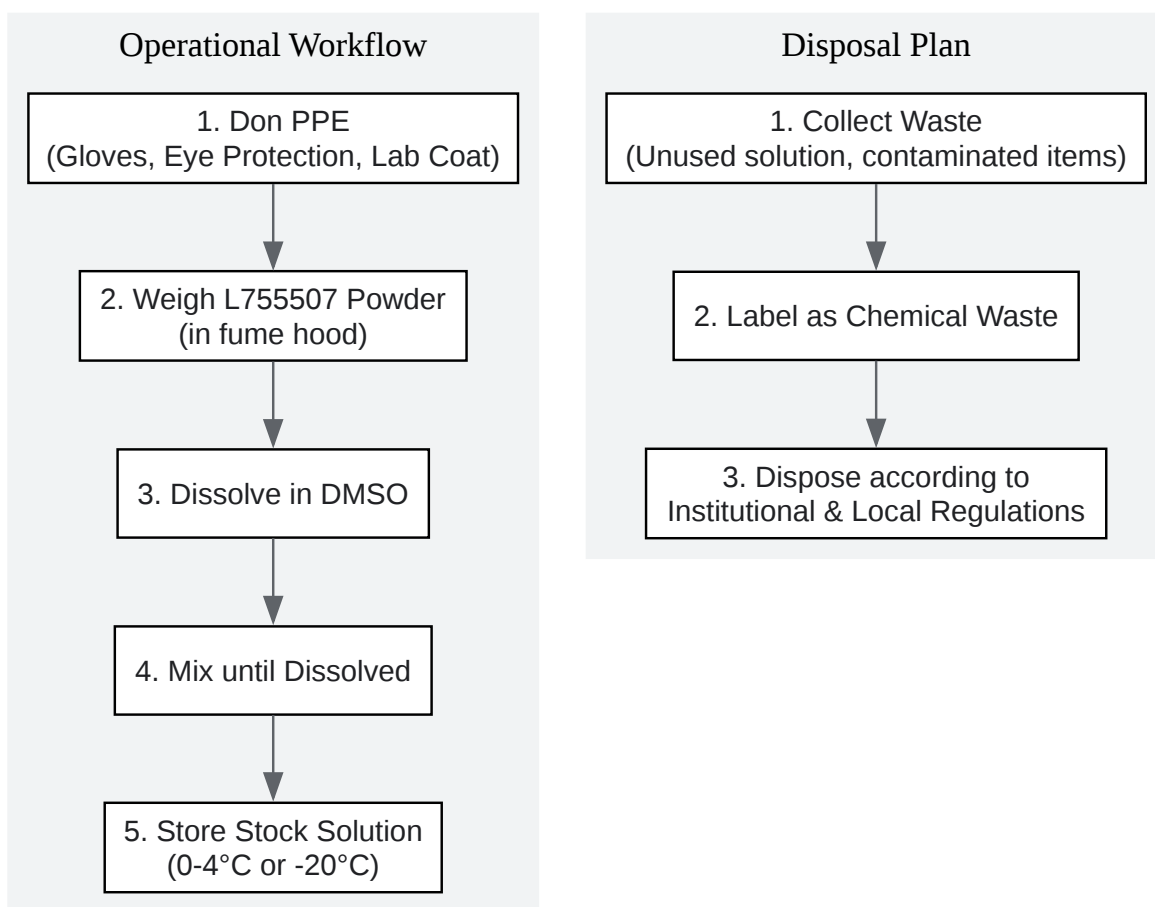 Operational Workflow
1. Don PPE
(Gloves, Eye Protection, Lab Coat)
2. Weigh L755507 Powder
(in fume hood)
3. Dissolve in DMSO
4. Mix until Dissolved
5. Store Stock Solution
(0-4°C or -20°C)
Disposal Plan
1. Collect Waste
(Unused solution, contaminated items)
2. Label as Chemical Waste
3. Dispose according to
Institutional & Local Regulations